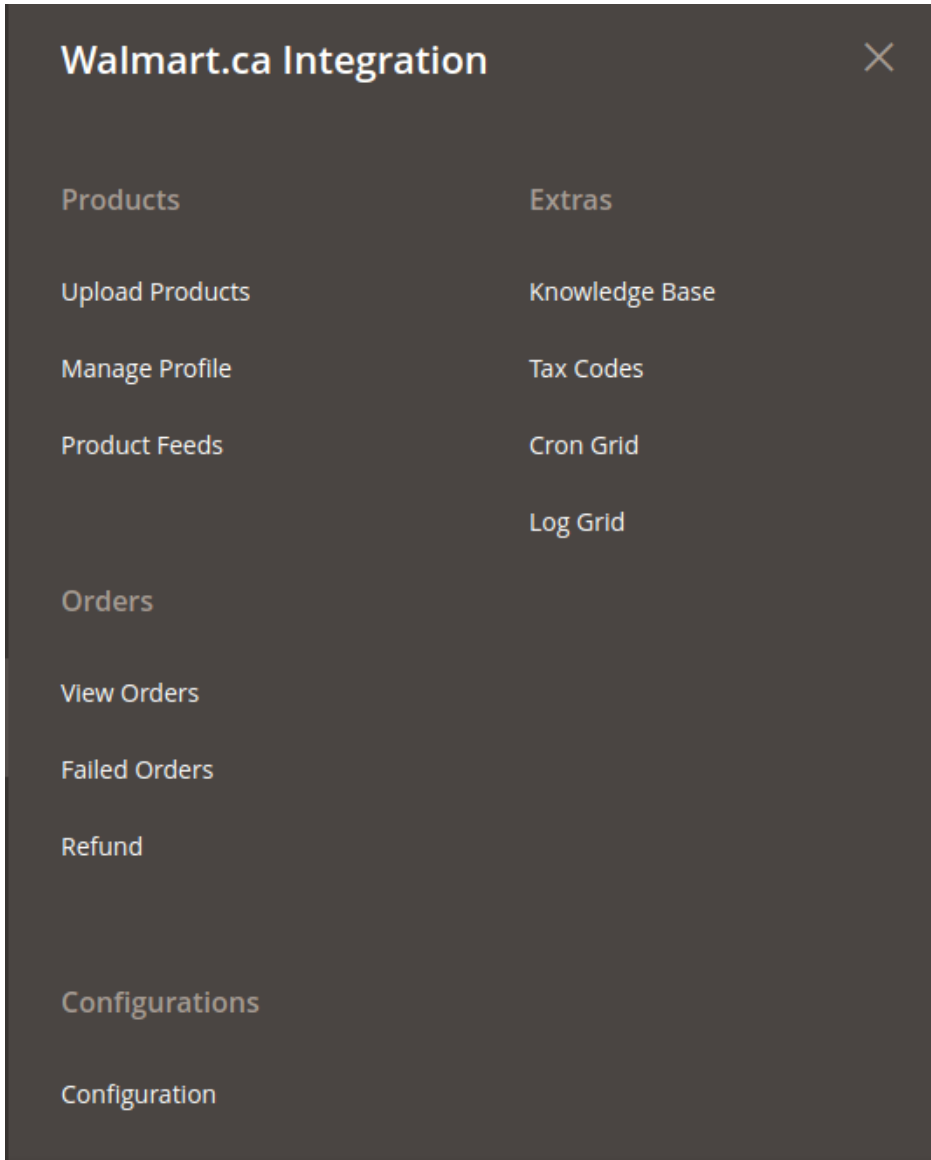 Walmart.ca Integration
Products
Upload Products
Manage Profile
Product Feeds
Orders
View Orders
Failed Orders
Refund
Configurations
Configuration
Extras
Knowledge Base
Tax Codes
Cron Grid
Log Grid